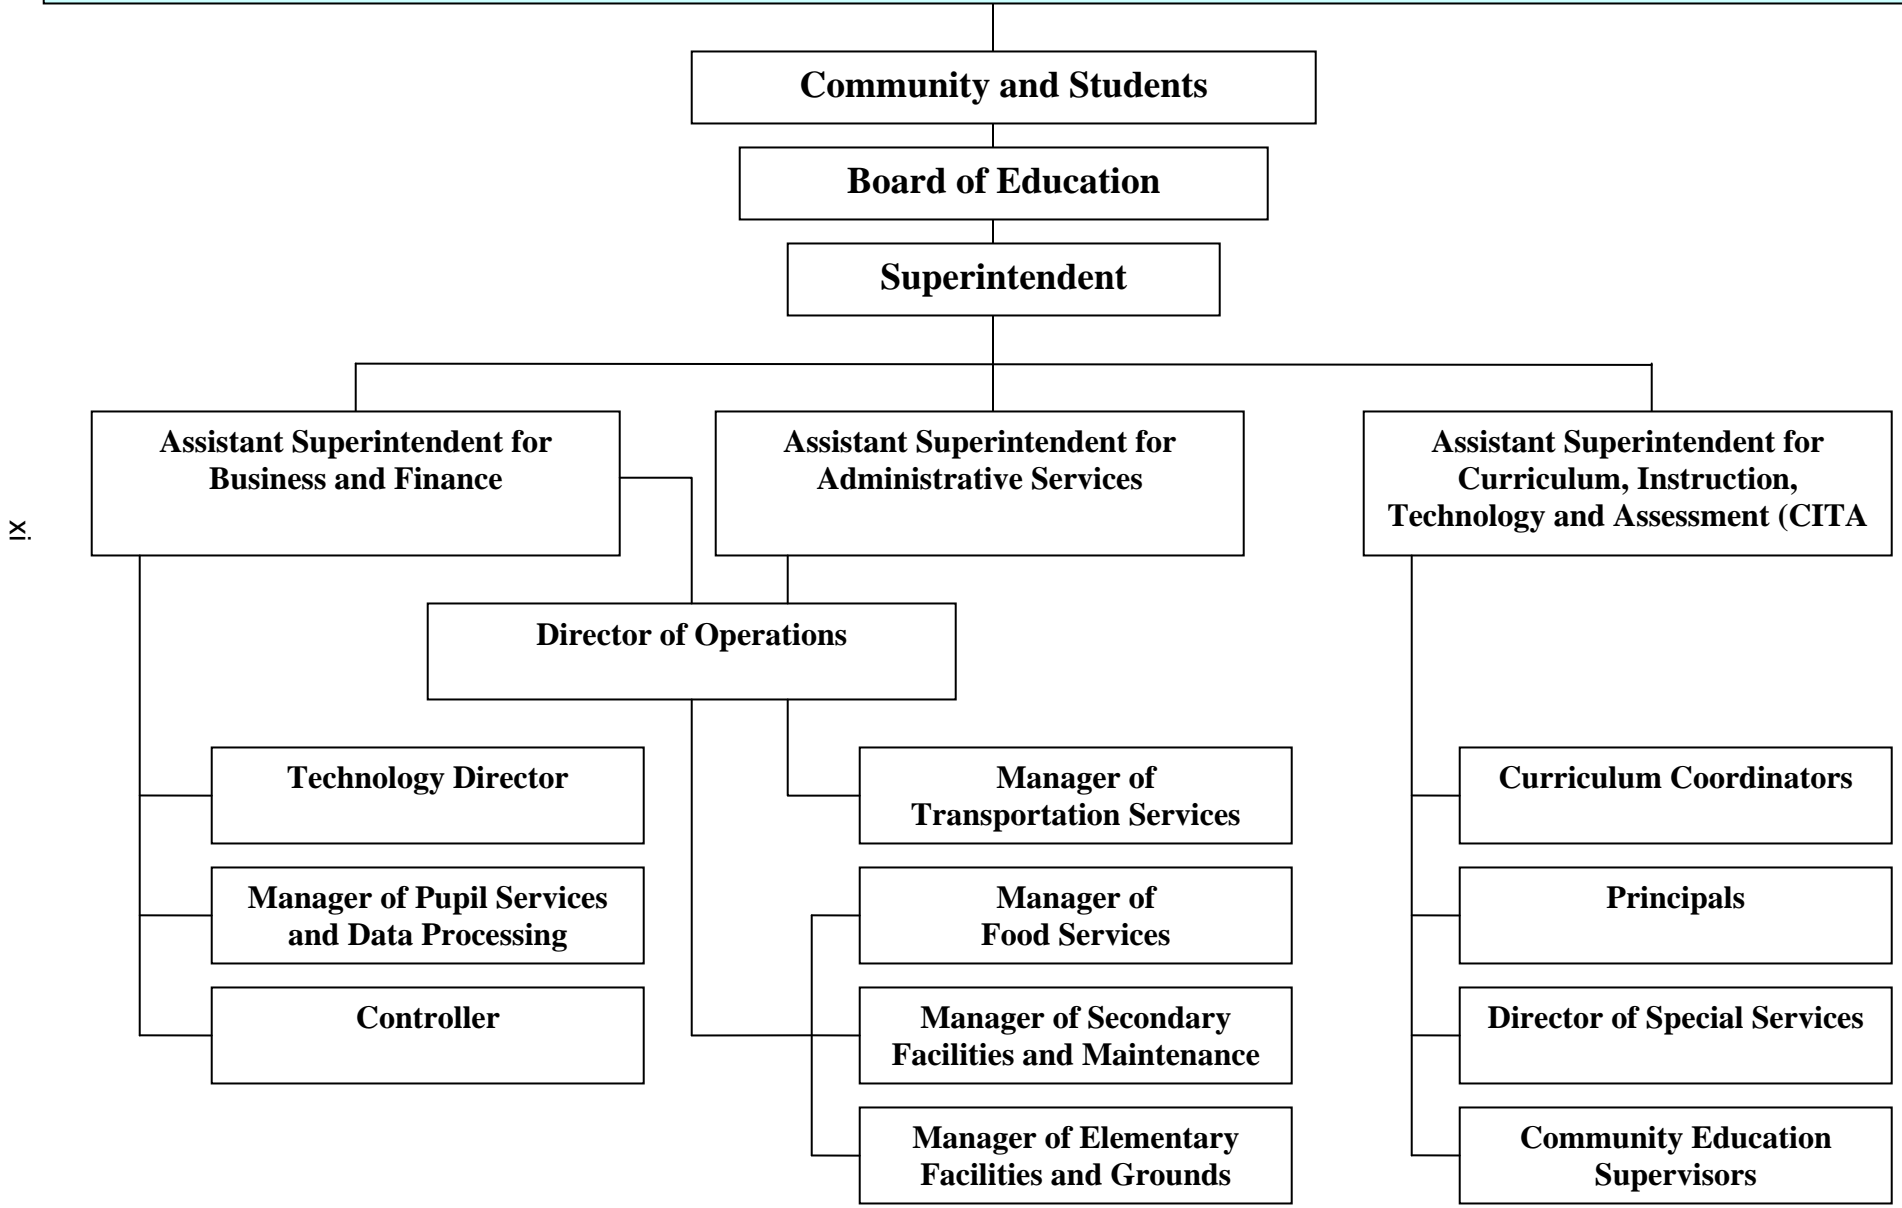 Community and Students
Board of Education
Superintendent
Assistant Superintendent for
Business and Finance
Assistant Superintendent for
Administrative Services
Assistant Superintendent for
Curriculum, Instruction,
Technology and Assessment (CITA
xi
Director of Operations
Technology Director
Manager of Pupil Services
and Data Processing
Controller
Manager of
Transportation Services
Manager of
Food Services
Manager of Secondary
Facilities and Maintenance
Manager of Elementary
Facilities and Grounds
Curriculum Coordinators
Principals
Director of Special Services
Community Education
Supervisors